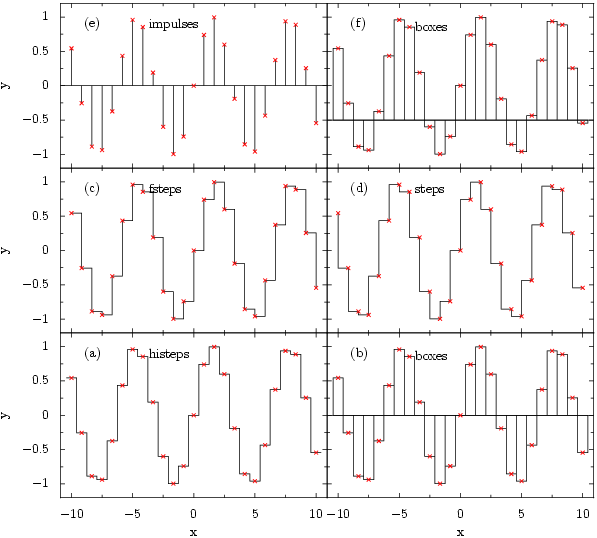 (e) impulses (f) boxes
1
0.5
y 0
−0.5
−1
(c) fsteps (d) steps
1
0.5
y 0
−0.5
−1
(a) histeps (b) boxes
1
0.5
y 0
−0.5
−1
−10 −5 0 5 10 −10 −5 0 5 10
x x